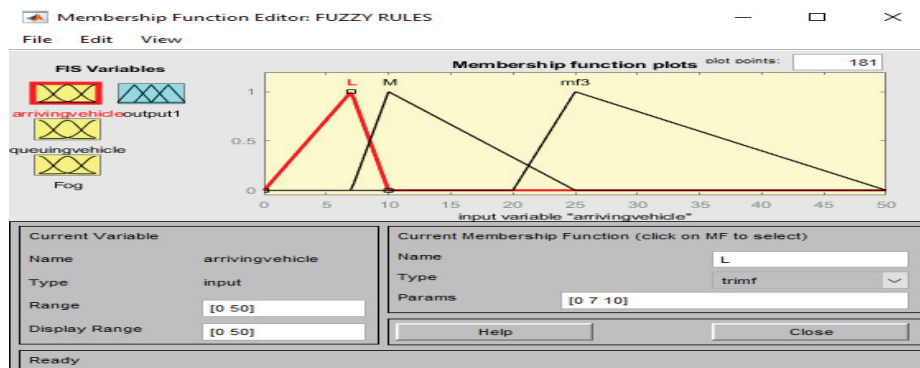 Membership Function Editor: FUZZY RULES
File Edit View
FIS Variables
Membership function plots
plot points:
181
L
M
mf3
1
0.5
0
arrivingvehicle
output1
queuingvehicle
Fog
0 5 10 15 20 25 30 35 40 45 50
input variable "arrivingvehicle"
Current Variable
Name arrivingvehicle
Type input
Range [0 50]
Display Range [0 50]
Current Membership Function (click on MF to select)
Name L
Type trimf
Params [0 7 10]
Help Close
Ready